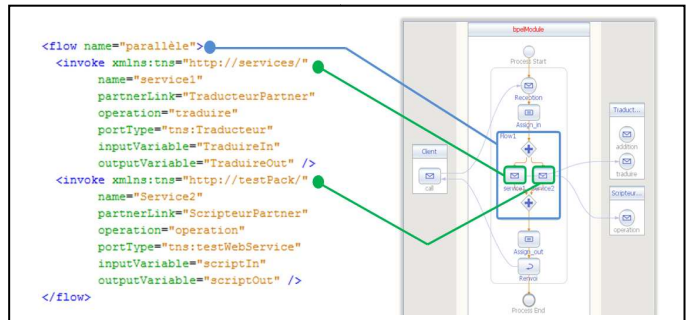 <flow name="parallèle">
<invoke xmlns:tns="http://services/"
name="service1"
partnerLink="TraducteurPartner"
operation="traduire"
portType="tns:Traducteur"
inputVariable="TraduireIn"
outputVariable="TraduireOut" />
<invoke xmlns:tns="http://testPack/"
name="Service2"
partnerLink="ScripteurPartner"
operation="operation"
portType="tns:testWebService"
inputVariable="scriptIn"
outputVariable="scriptOut" />
</flow>
bpelModule
Process Start
Reception
Assign_in
Flow1
service1 Service2
Assign_out
Renvoi
Process End
Client
call
Traduct...
addition
traduire
Scripteur...
operation